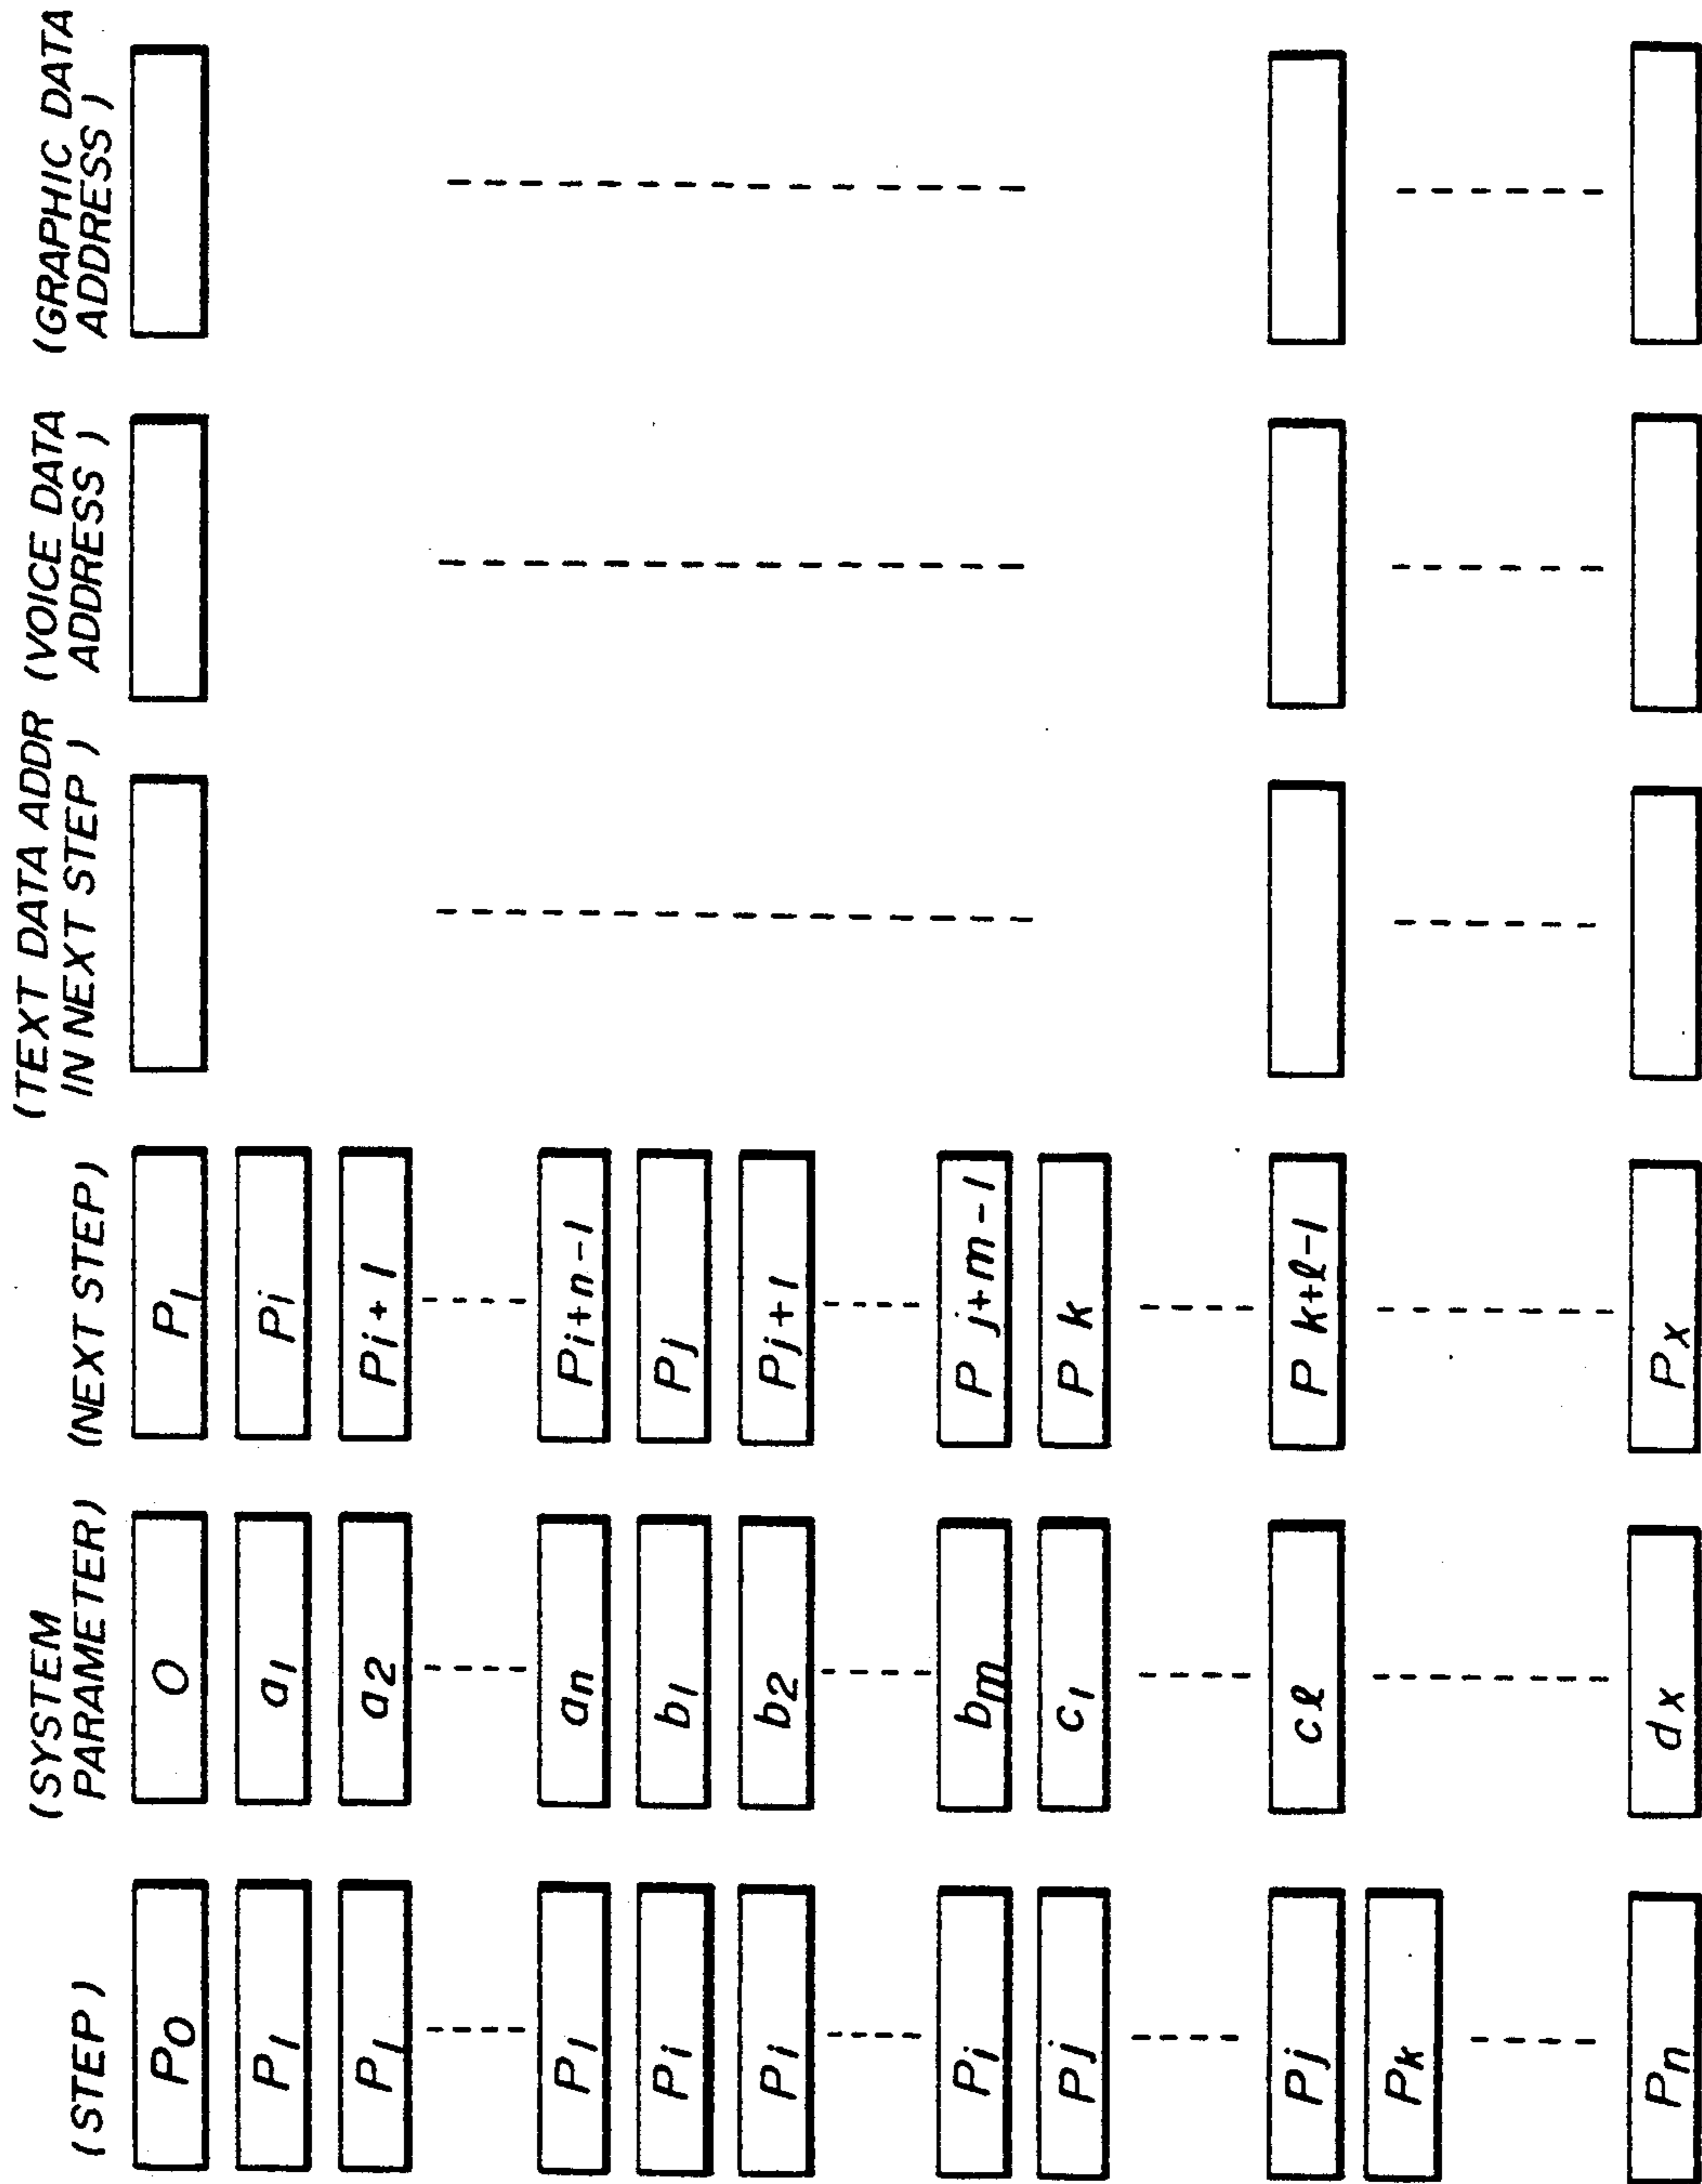 (STEP)
(SYSTEM
PARAMETER)
(NEXT STEP)
(TEXT DATA ADDR
IN NEXT STEP)
(VOICE DATA
ADDRESS)
(GRAPHIC DATA
ADDRESS)
P0 0 P1
P1 a1 Pi
P1 a2 Pi+1
P1 an Pi+n-1
Pi b1 Pj
Pi b2 Pj+1
Pi bm P j+m-1
Pj c1 P k
Pj cℓ P k+ℓ-1
Pk
Pn dx Px